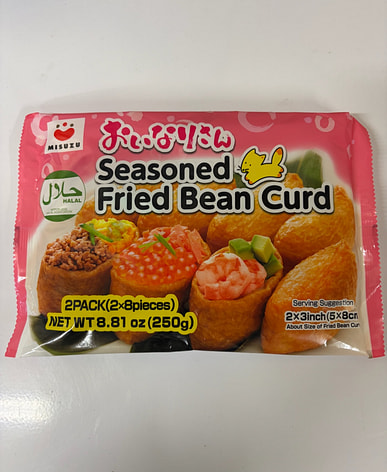 MISUZU
おいなりさん
Seasoned
Fried Bean Curd
حلال
HALAL
2PACK(2×8pieces)
NET WT 8.81 oz (250g)
Serving Suggestion
2×3inch(5×8cm
About Size of Fried Bean Cur